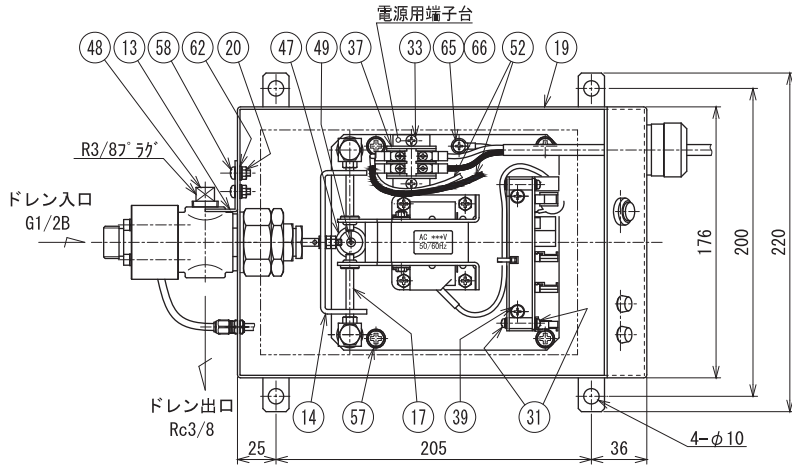 電源用端子台
48 13 58 62 20 47 49 37 33 65 66 52 19
R3/8プラグ
ドレン入口
G1/2B
AC ***V
50/60Hz
176 200 220
ドレン出口
Rc3/8
14 57 17 39 31
4-φ10
25 205 36